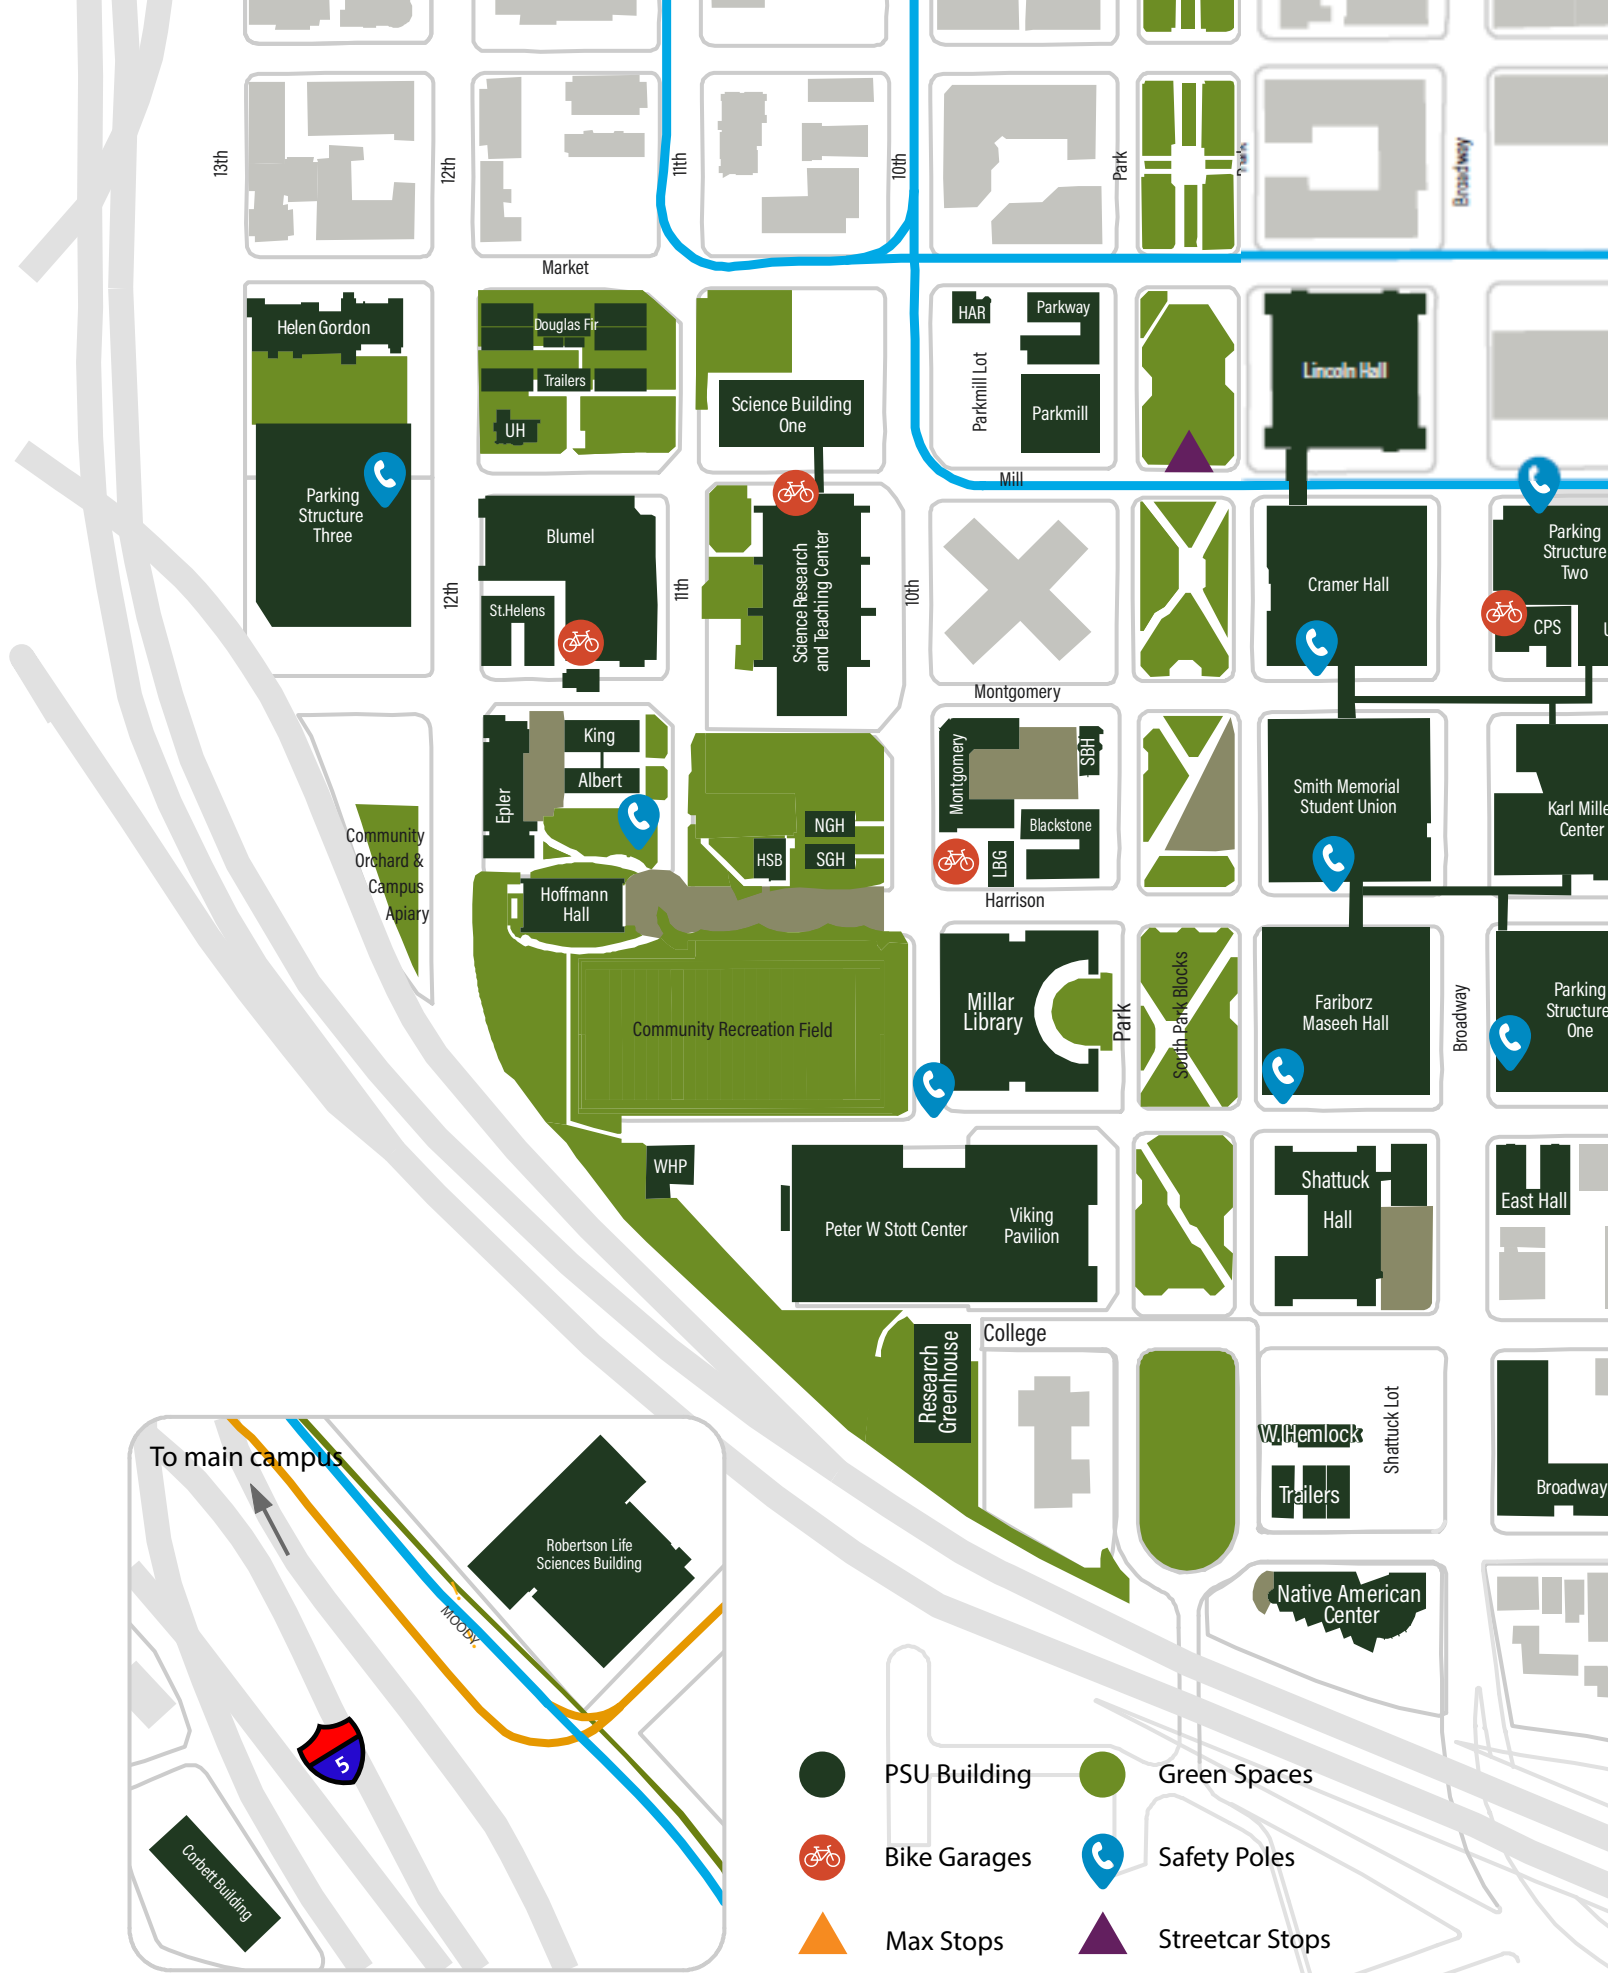 13th
12th
11th
10th
Park
Broadway
Market
Helen Gordon
Douglas Fir
Trailers
UH
Science Building
One
HAR
Parkway
Parkmill Lot
Parkmill
Lincoln Hall
Mill
Parking
Structure
Three
Blumel
St.Helens
12th
11th
Science Research
and Teaching Center
10th
Cramer Hall
Parking
Structure
Two
CPS
Montgomery
King
Albert
Epler
Montgomery
SBH
Blackstone
LBG
NGH
SGH
HSB
Smith Memorial
Student Union
Karl Mille
Center
Community
Orchard &
Campus
Apiary
Hoffmann
Hall
Harrison
Community Recreation Field
Millar
Library
Park
South Park Blocks
Fariborz
Maseeh Hall
Broadway
Parking
Structure
One
WHP
Peter W Stott Center
Viking
Pavilion
Shattuck
Hall
East Hall
College
Research
Greenhouse
W.Hemlock
Trailers
Shattuck Lot
Broadway
Native American
Center
To main campus
Robertson Life
Sciences Building
MOODY
5
Corbett Building
PSU Building
Green Spaces
Bike Garages
Safety Poles
Max Stops
Streetcar Stops